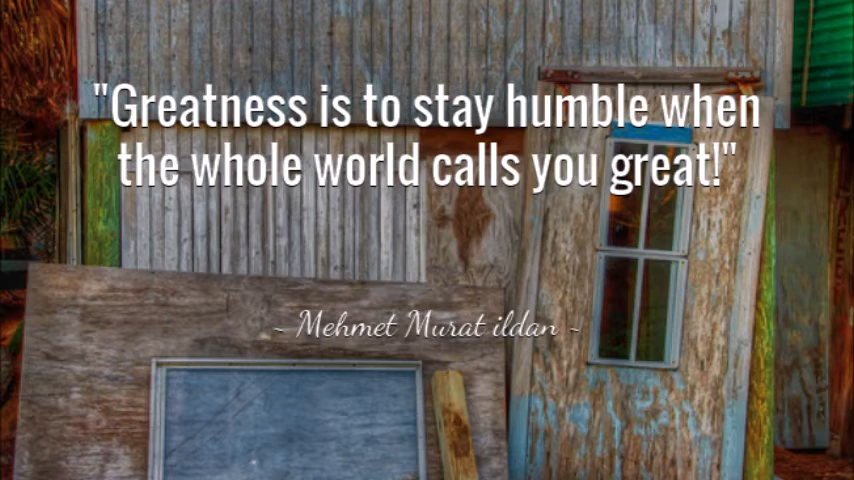 "Greatness is to stay humble when
the whole world calls you great!"
~ Mehmet Murat ildan ~